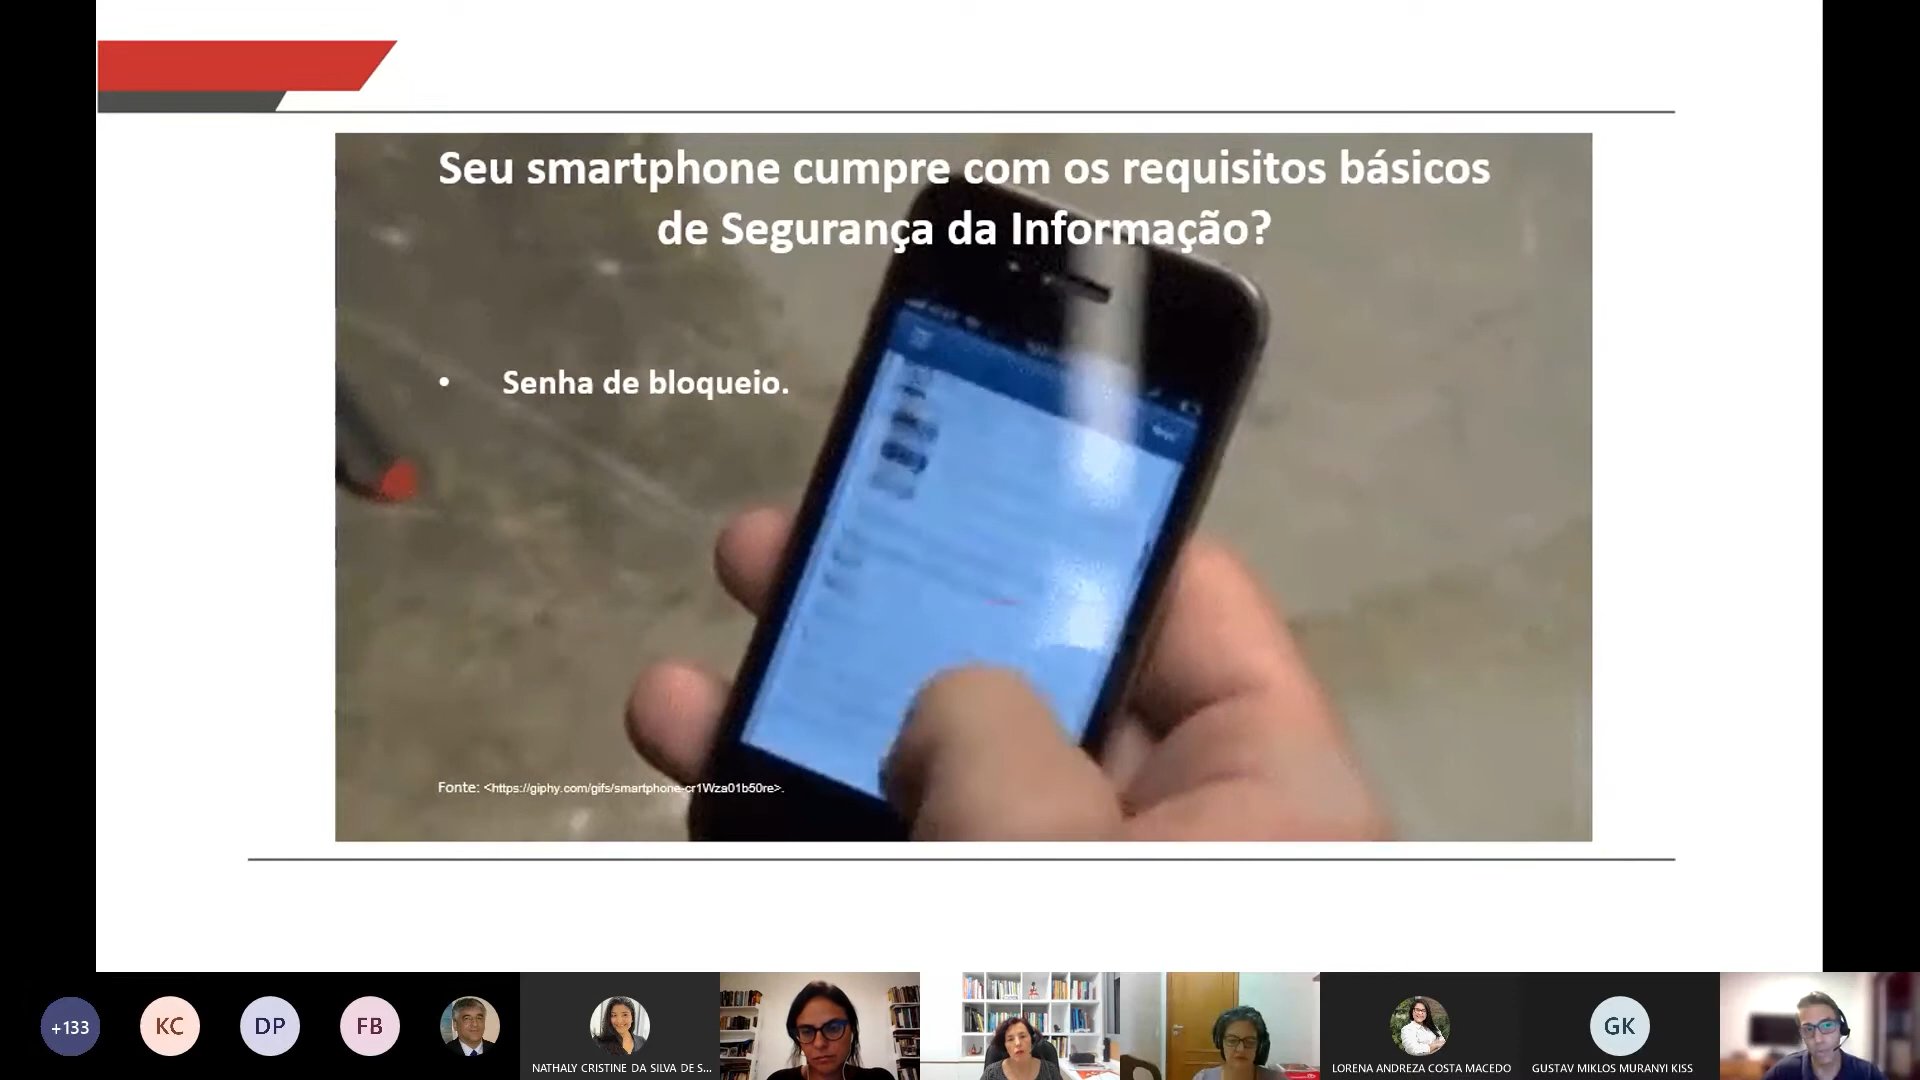 Seu smartphone cumpre com os requisitos básicos
de Segurança da Informação?
• Senha de bloqueio.
Fonte: <https://giphy.com/gifs/smartphone-cr1Wza01b50re>.
+133
KC
DP
FB
NATHALY CRISTINE DA SILVA DE S...
LORENA ANDREZA COSTA MACEDO
GK
GUSTAV MIKLOS MURANYI KISS